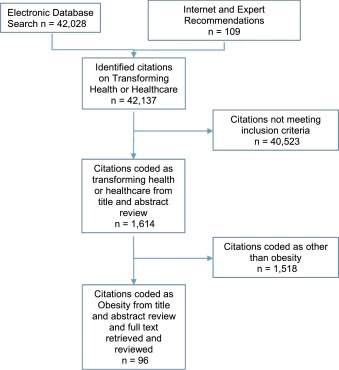 Electronic Database
Search n = 42,028
Internet and Expert
Recommendations
n = 109
Identified citations
on Transforming
Health or Healthcare
n = 42,137
Citations not meeting
inclusion criteria
n = 40,523
Citations coded as
transforming health
or healthcare from
title and abstract
review
n = 1,614
Citations coded as other
than obesity
n = 1,518
Citations coded as
Obesity from title
and abstract review
and full text
retrieved and
reviewed
n = 96